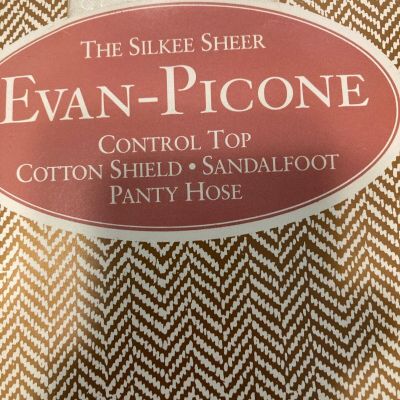 The Silkee Sheer
Evan-Picone
Control Top
Cotton Shield • Sandalfoot
Panty Hose